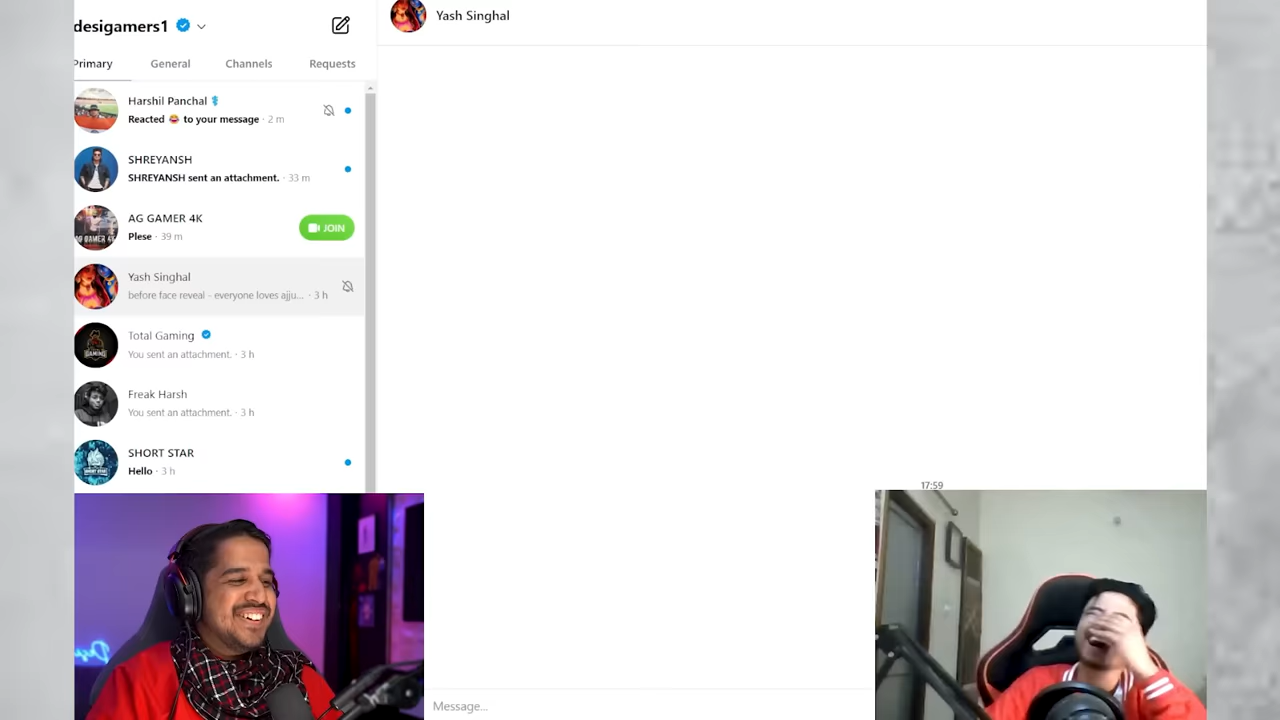 desigamers1
Primary General Channels Requests
Harshil Panchal
Reacted 😂 to your message · 2 m
SHREYANSH
SHREYANSH sent an attachment. · 33 m
AG GAMER 4K
Plese · 39 m
JOIN
Yash Singhal
before face reveal - everyone loves ajju... · 3 h
Total Gaming
You sent an attachment. · 3 h
Freak Harsh
You sent an attachment. · 3 h
SHORT STAR
Hello · 3 h
Yash Singhal
17:59
Message...